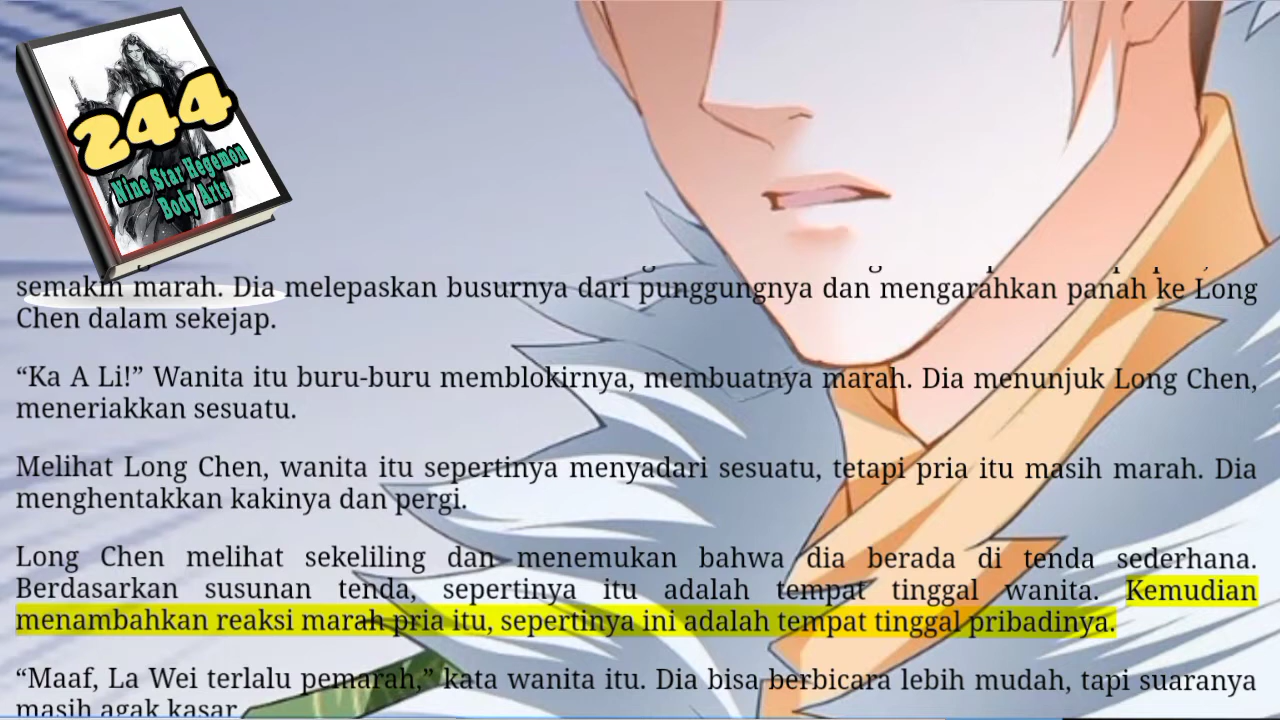 244
Nine Star Hegemon
Body Arts
semakin marah. Dia melepaskan busurnya dari punggungnya dan mengarahkan panah ke Long
Chen dalam sekejap.
“Ka A Li!” Wanita itu buru-buru memblokirnya, membuatnya marah. Dia menunjuk Long Chen,
meneriakkan sesuatu.
Melihat Long Chen, wanita itu sepertinya menyadari sesuatu, tetapi pria itu masih marah. Dia
menghentakkan kakinya dan pergi.
Long Chen melihat sekeliling dan menemukan bahwa dia berada di tenda sederhana.
Berdasarkan susunan tenda, sepertinya itu adalah tempat tinggal wanita. Kemudian
menambahkan reaksi marah pria itu, sepertinya ini adalah tempat tinggal pribadinya.
“Maaf, La Wei terlalu pemarah,” kata wanita itu. Dia bisa berbicara lebih mudah, tapi suaranya
masih agak kasar